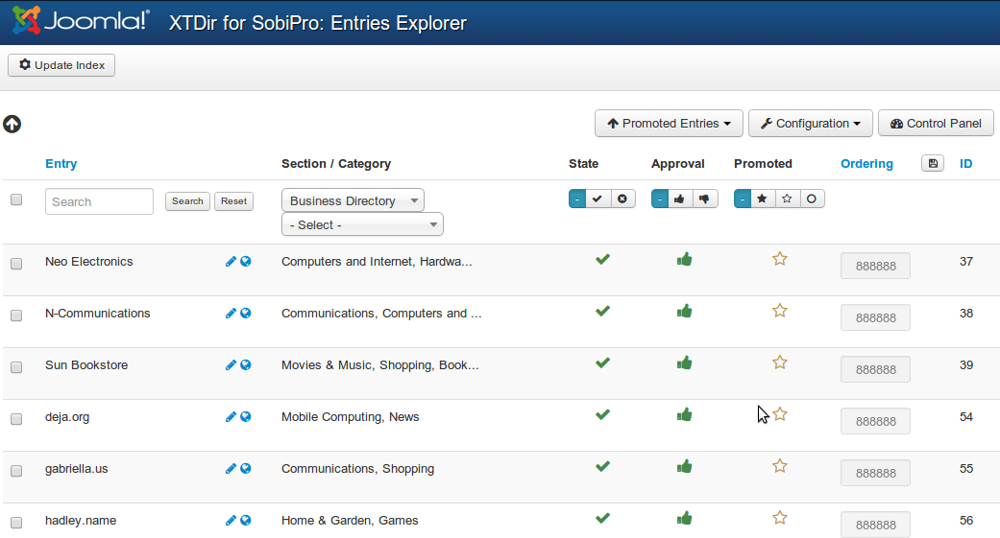 Joomla!® XTDir for SobiPro: Entries Explorer
Update Index
Promoted Entries Configuration Control Panel
Entry Section / Category State Approval Promoted Ordering ID
Search Search Reset Business Directory - - -
- Select -
Neo Electronics Computers and Internet, Hardwa... 888888 37
N-Communications Communications, Computers and ... 888888 38
Sun Bookstore Movies & Music, Shopping, Book... 888888 39
deja.org Mobile Computing, News 888888 54
gabriella.us Communications, Shopping 888888 55
hadley.name Home & Garden, Games 888888 56